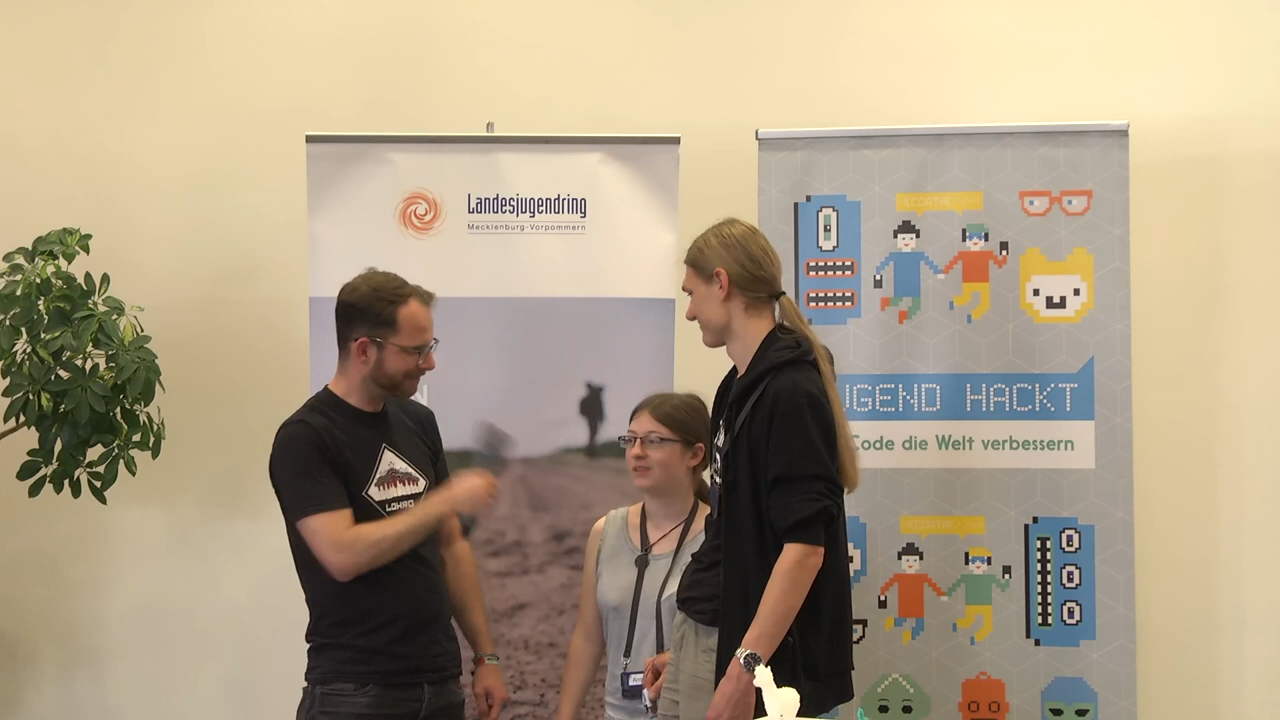 Landesjugendring
Mecklenburg-Vorpommern
UGEND HACKT
Code die Welt verbessern
LOHRO